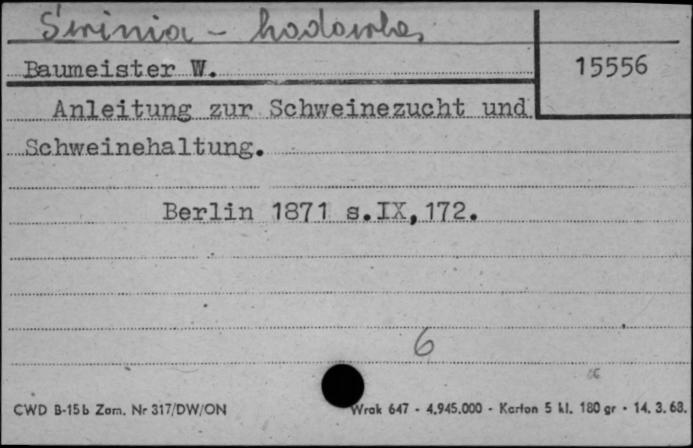 Świnia - hodowla,
Baumeister W.
15556
Anleitung zur Schweinezucht und
Schweinehaltung.
Berlin 1871 s.IX,172.
6
CWD B-15b Zam. Nr 317/DW/ON
Wrak 647 - 4.945.000 - Karton 5 kl. 180 gr - 14. 3. 68.